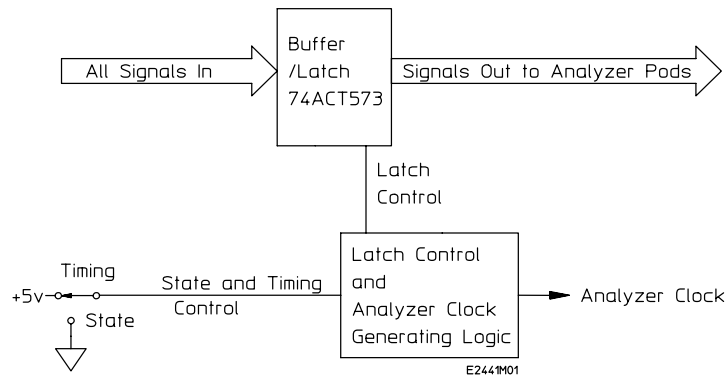 Buffer
/Latch
74ACT573
All Signals In
Signals Out to Analyzer Pods
Latch
Control
Latch Control
and
Analyzer Clock
Generating Logic
Timing
+5v
State
State and Timing
Control
Analyzer Clock
E2441M01